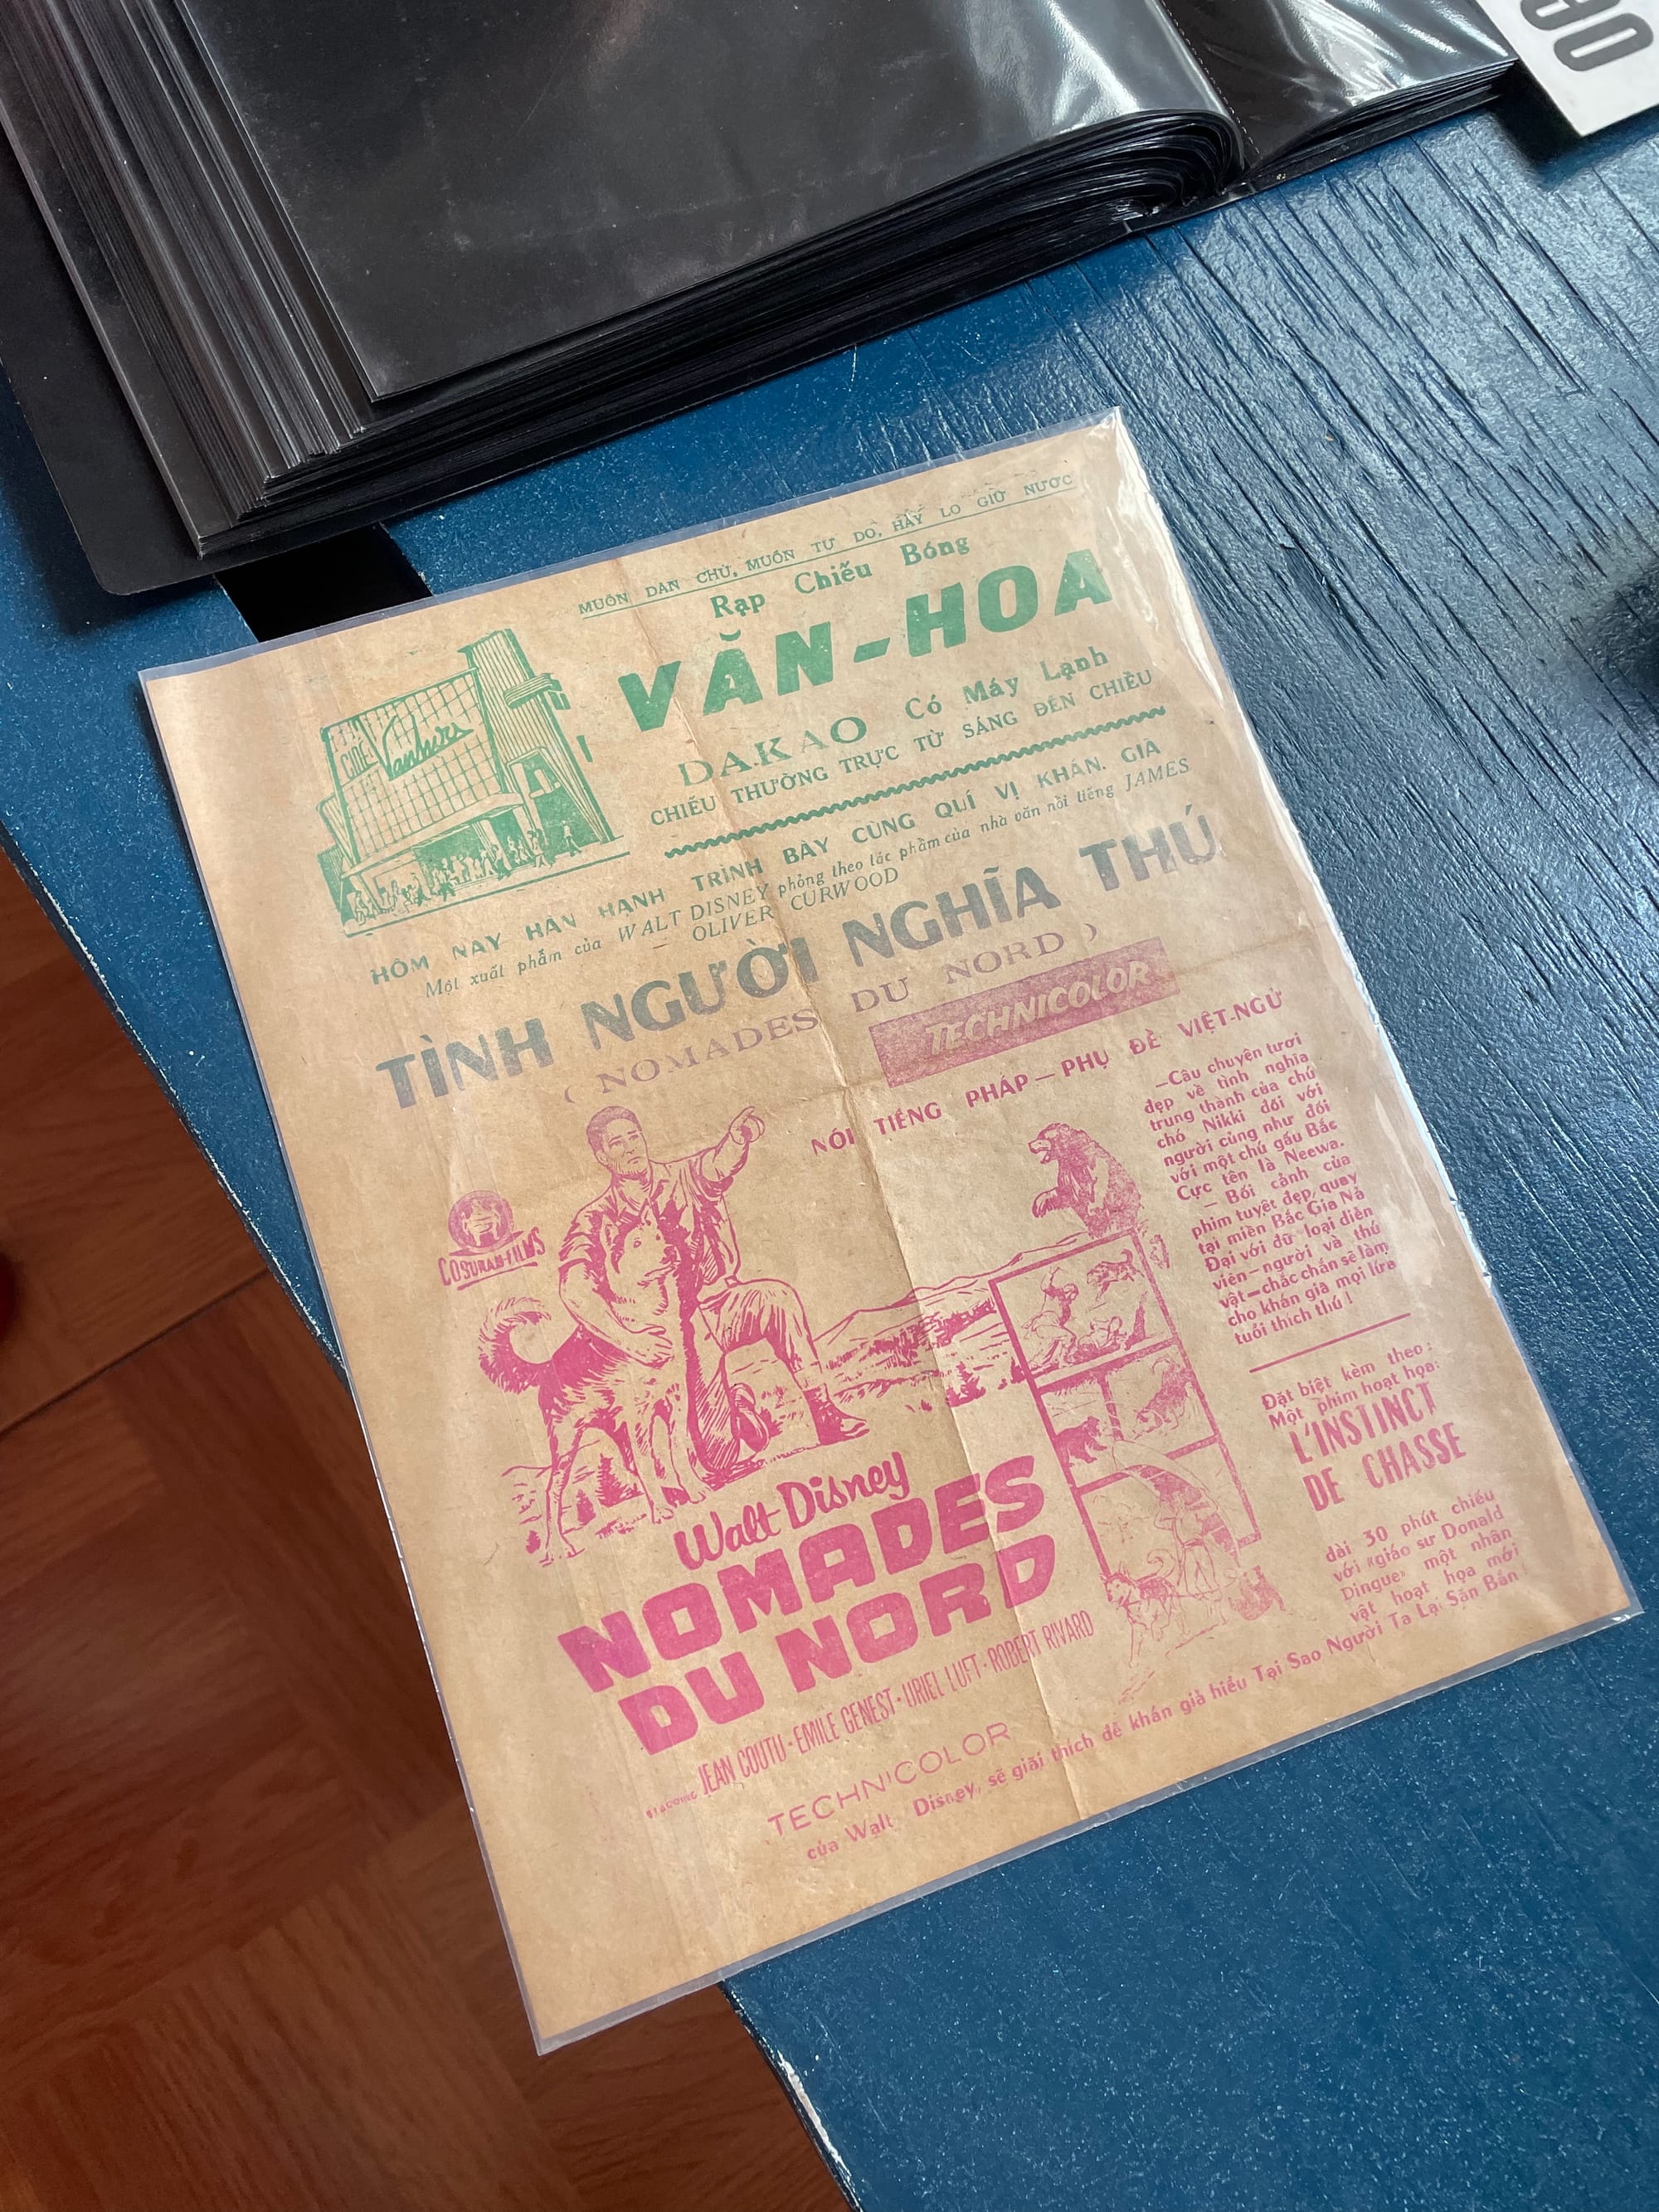 90
MUỐN DÂN CHỦ, MUỐN TỰ DO, HÃY LO GIỮ NƯỚC
Rạp Chiếu Bóng
VĂN-HOA
DAKAO Có Máy Lạnh
CHIẾU THƯỜNG TRỰC TỪ SÁNG ĐẾN CHIỀU
CINÉ
Vanhoa
HÔM NAY HÂN HẠNH TRÌNH BÀY CÙNG QUÍ VỊ KHÁN. GIẢ
Một xuất phẩm của WALT DISNEY phỏng theo tác phẩm của nhà văn nổi tiếng JAMES
— OLIVER CURWOOD
TÌNH NGƯỜI NGHĨA THÚ
( NOMADES DU NORD )
TECHNICOLOR
NÓI TIẾNG PHÁP — PHỤ ĐỀ VIỆT-NGỮ
COSUNAM-FILMS
—Câu chuyện tươi
đẹp về tình nghĩa
trung thành của chú
chó Nikki đối với
người cũng như đối
với một chú gấu Bắc
Cực tên là Neewa.
— Bối cảnh của
phim tuyệt đẹp, quay
tại miền Bắc Gia Nã
Đại với đủ loại diễn
viên—người và thú
vật—chắc chắn sẽ làm
cho khán giả mọi lứa
tuổi thích thú !
Đặt biệt kèm theo :
Một phim hoạt họa:
L'INSTINCT
DE CHASSE
dài 30 phút chiếu
với «giáo sư Donald
Dingue» một nhân
vật hoạt họa mới
Walt Disney
NOMADES
DU NORD
STARRING JEAN COUTU · EMILE GENEST · URIEL LUFT · ROBERT RIVARD
TECHNICOLOR
của Walt Disney, sẽ giải thích để khán giả hiểu Tại Sao Người Ta Lại Săn Bắn